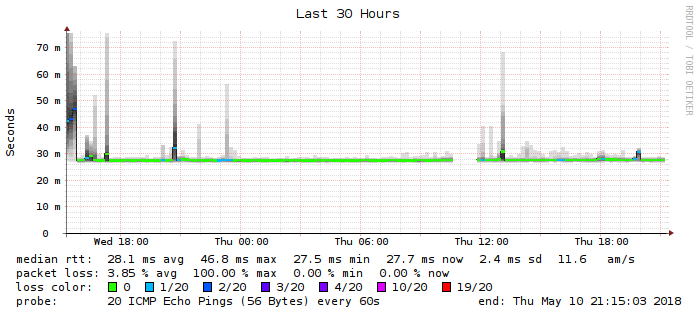 Last 30 Hours
RRDTOOL / TOBI OETIKER
Seconds
70 m
60 m
50 m
40 m
30 m
20 m
10 m
0
Wed 18:00 Thu 00:00 Thu 06:00 Thu 12:00 Thu 18:00
median rtt: 28.1 ms avg 46.8 ms max 27.5 ms min 27.7 ms now 2.4 ms sd 11.6 am/s
packet loss: 3.85 % avg 100.00 % max 0.00 % min 0.00 % now
loss color: 0 1/20 2/20 3/20 4/20 10/20 19/20
probe: 20 ICMP Echo Pings (56 Bytes) every 60s end: Thu May 10 21:15:03 2018